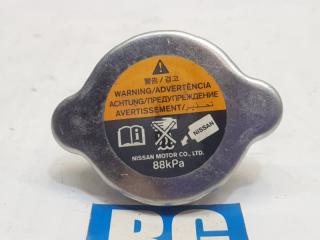 警告 / 경고
WARNING/ADVERTÊNCIA
ACHTUNG/ПРЕДУПРЕЖДЕНИЕ
AVERTISSEMENT/تحذير
NISSAN
NISSAN MOTOR CO., LTD.
88kPa